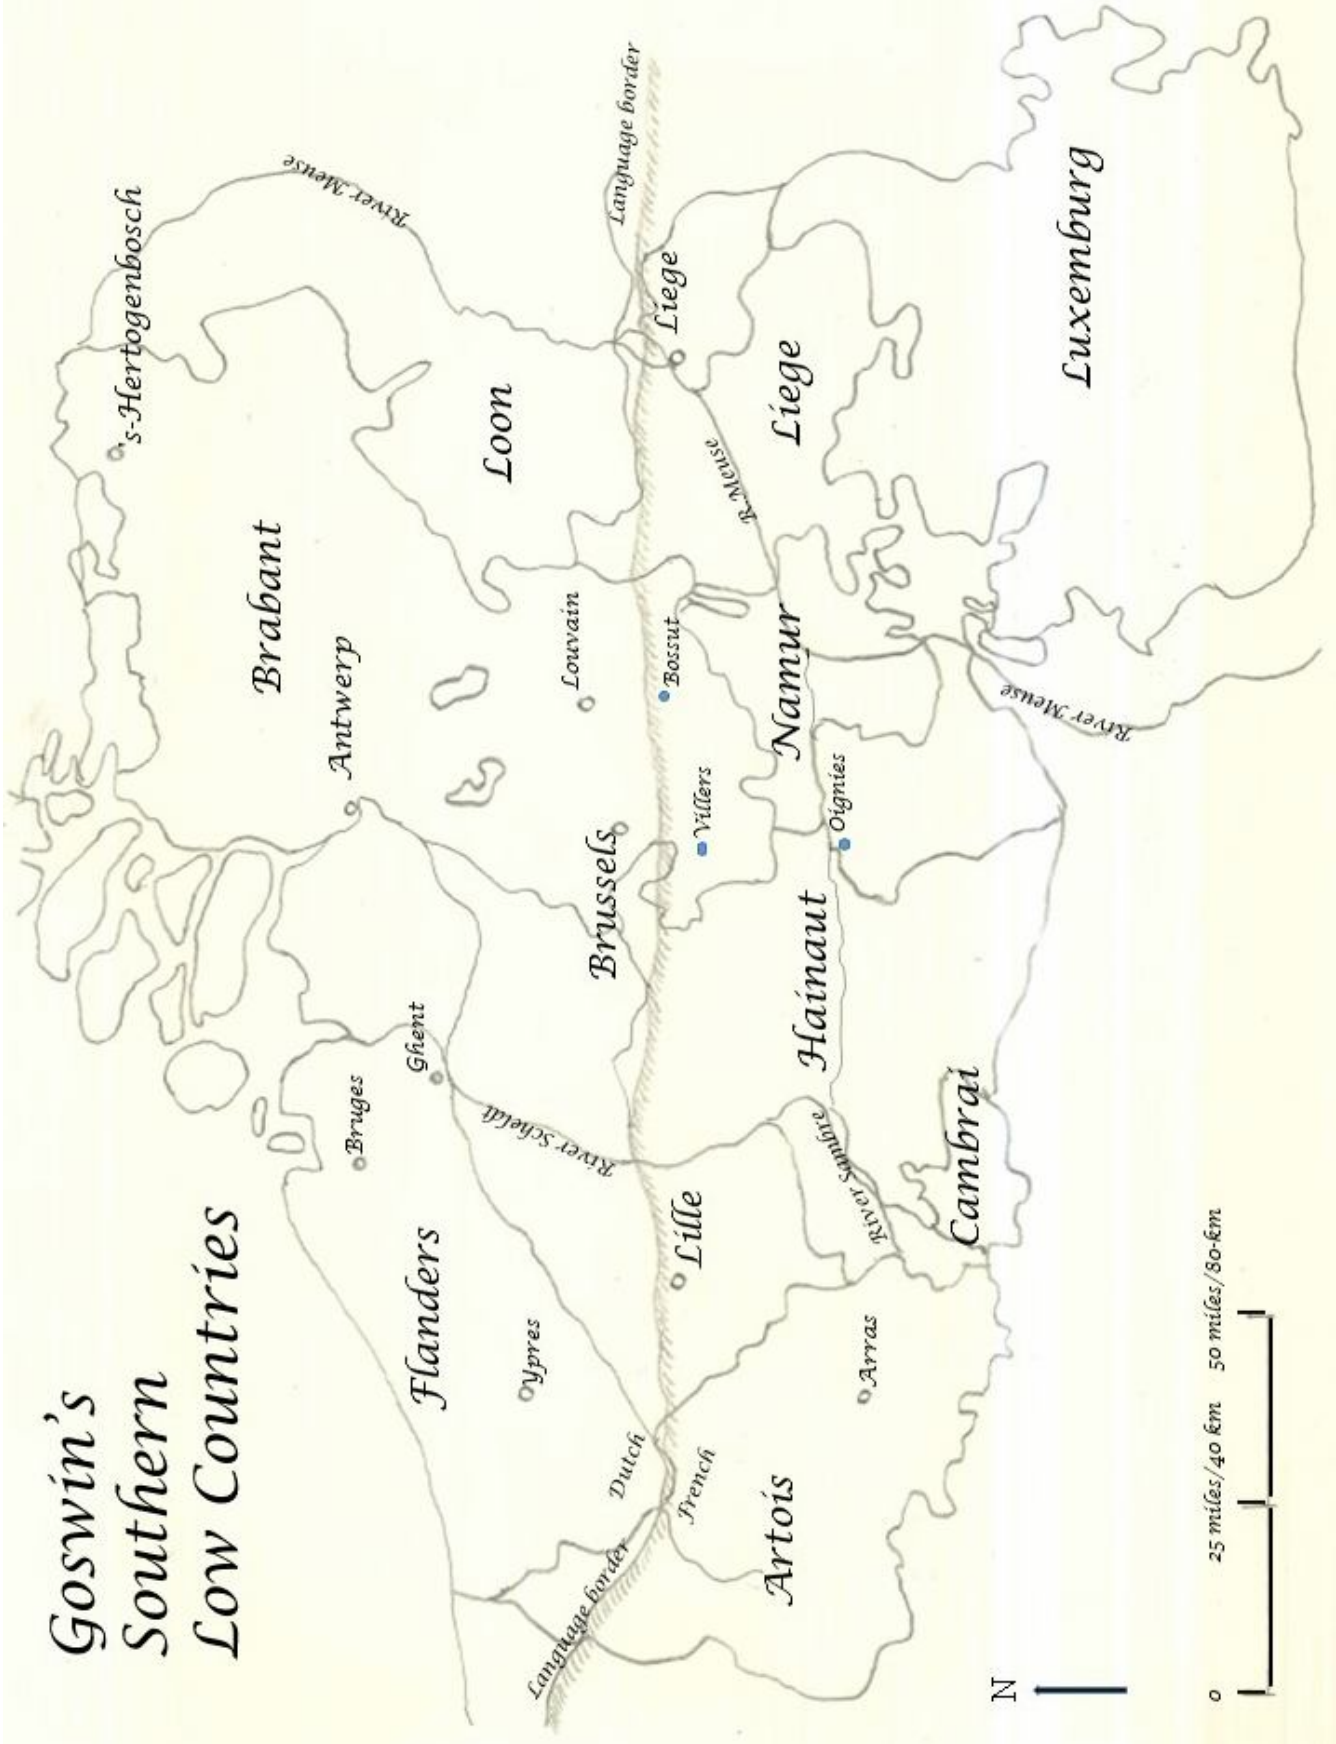 Goswin's
Southern
Low Countries
's-Hertogenbosch
River Meuse
Brabant
Antwerp
Bruges
Ghent
Flanders
Loon
Louvain
Ypres
River Scheldt
Brussels
Language border
Language border
Dutch
French
Lille
Villers
Bossut
Liege
R. Meuse
Liege
Artois
Hainaut
Namur
Oignies
Arras
River Sambre
Cambrai
River Meuse
Luxemburg
N
0
25 miles/40 km
50 miles/80-km